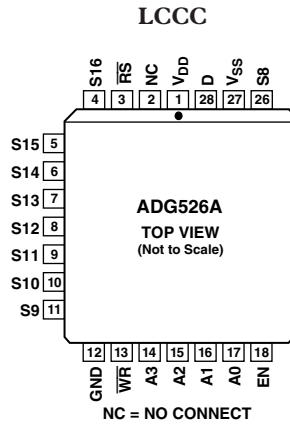 LCCC
S16 R̅S̅ NC VDD D VSS S8
4 3 2 1 28 27 26
S15 5
S14 6
S13 7
S12 8
S11 9
S10 10
S9 11
ADG526A
TOP VIEW
(Not to Scale)
12 13 14 15 16 17 18
GND W̅R̅ A3 A2 A1 A0 EN
NC = NO CONNECT